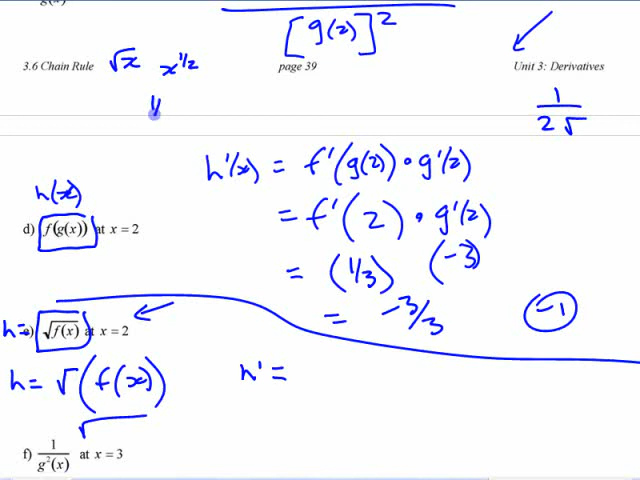 [g(2)]²
3.6 Chain Rule √x x^1/2 page 39 Unit 3: Derivatives
1/(2√)
h'(x) = f'(g(2)) • g'(2)
h(x)
= f'(2) • g'(2)
d) f(g(x)) at x = 2
= (1/3) (-3)
= -3/3 -1
h= e) √f(x) at x = 2
h = √(f(x)) h' =
f) 1/g²(x) at x = 3